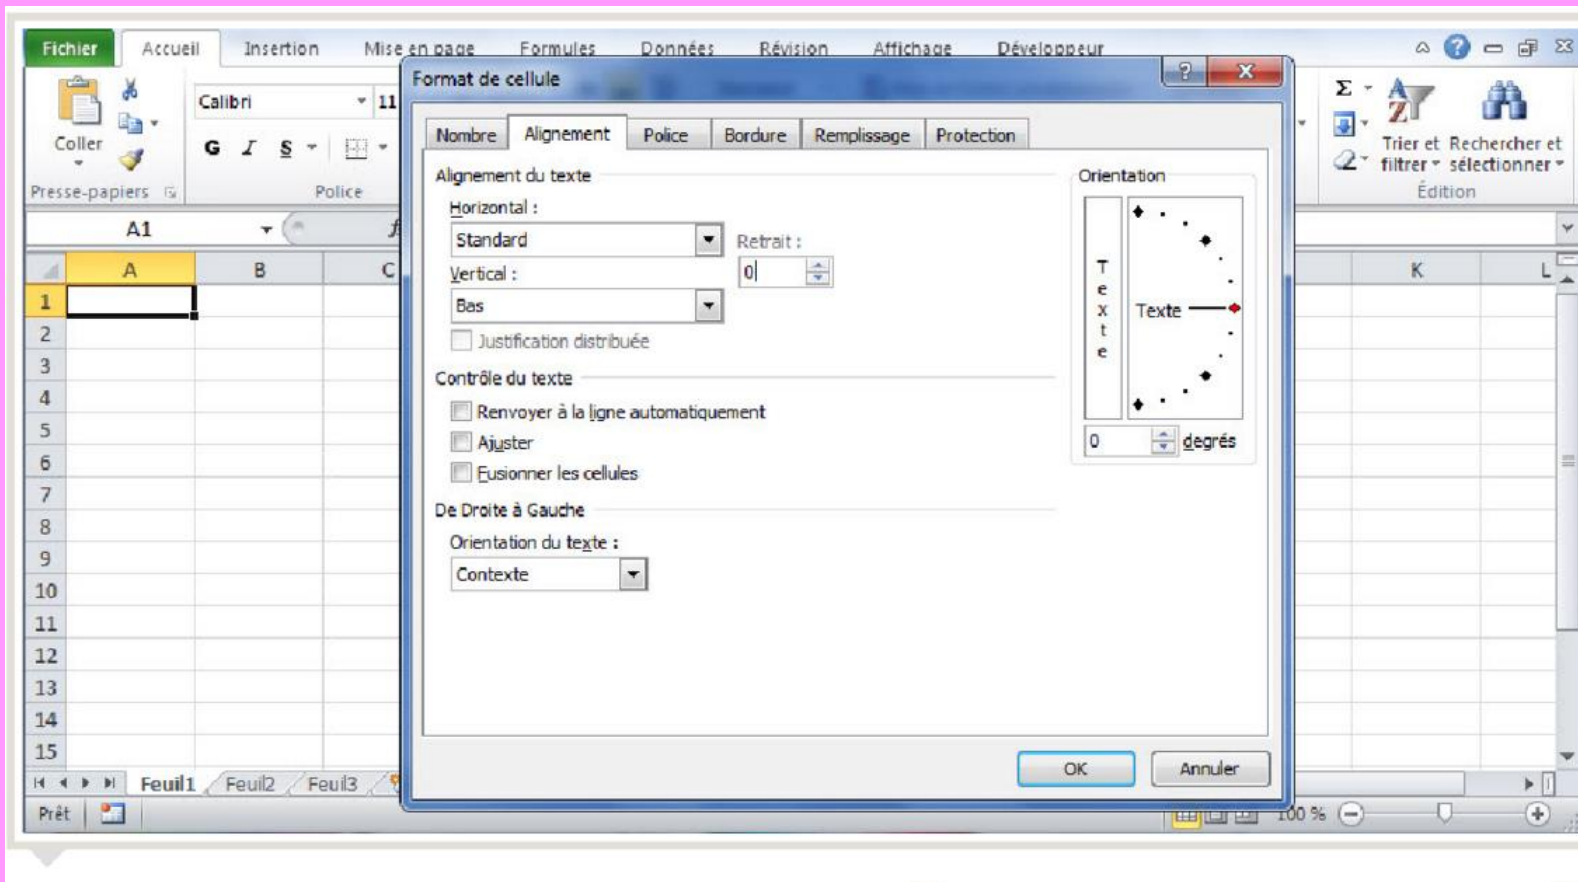 Fichier Accueil Insertion Mise en page Formules Données Révision Affichage Développeur
Format de cellule
Calibri 11
Coller
G I S
Presse-papiers Police
Σ
Trier et filtrer
Rechercher et sélectionner
Édition
A1
A B C K L
1
2
3
4
5
6
7
8
9
10
11
12
13
14
15
Nombre Alignement Police Bordure Remplissage Protection
Alignement du texte
Horizontal :
Standard
Retrait :
0
Vertical :
Bas
Justification distribuée
Contrôle du texte
Renvoyer à la ligne automatiquement
Ajuster
Fusionner les cellules
De Droite à Gauche
Orientation du texte :
Contexte
Orientation
Texte
Texte
0 degrés
OK Annuler
Feuil1 Feuil2 Feuil3
Prêt
100 %